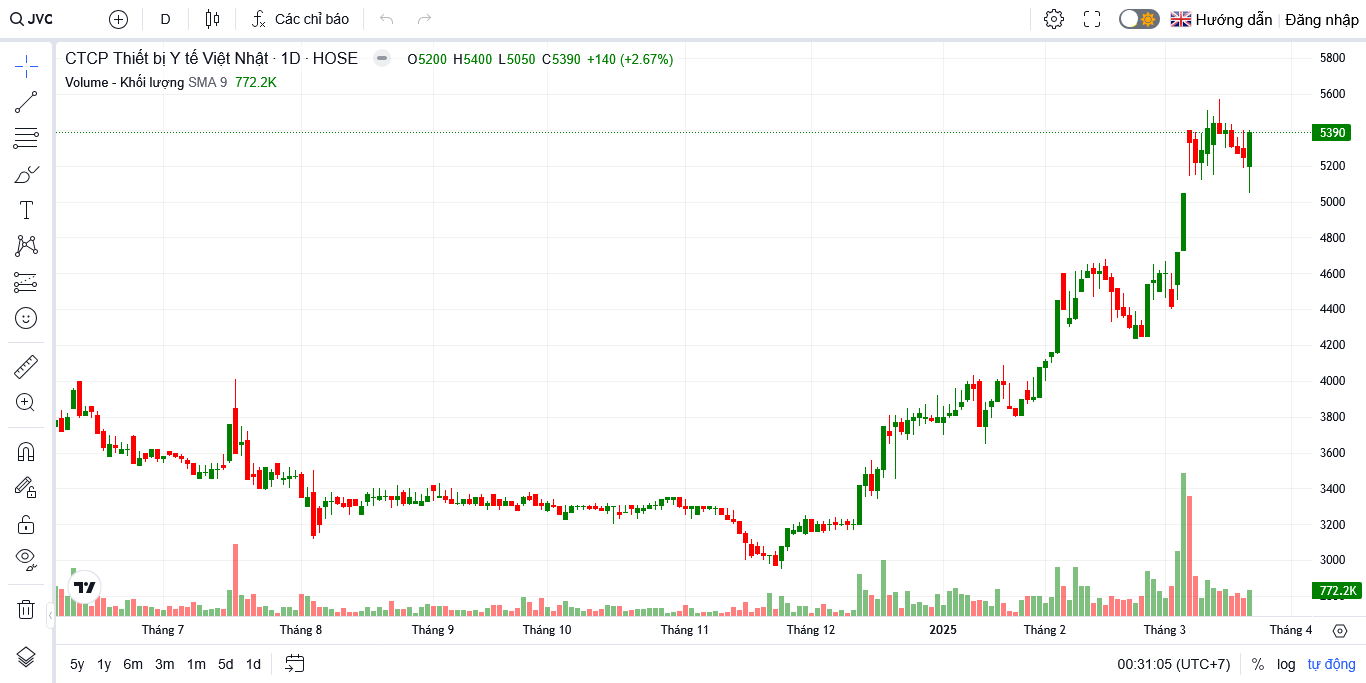 JVC D Các chỉ báo Hướng dẫn Đăng nhập
CTCP Thiết bị Y tế Việt Nhật · 1D · HOSE O5200 H5400 L5050 C5390 +140 (+2.67%)
Volume - Khối lượng SMA 9 772.2K
5800
5600
5390
5200
5000
4800
4600
4400
4200
4000
3800
3600
3400
3200
3000
772.2K
Tháng 7 Tháng 8 Tháng 9 Tháng 10 Tháng 11 Tháng 12 2025 Tháng 2 Tháng 3 Tháng 4
5y 1y 6m 3m 1m 5d 1d 00:31:05 (UTC+7) % log tự động